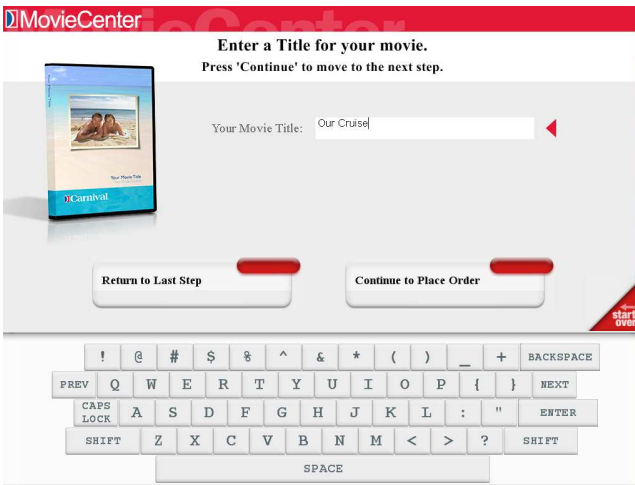 MovieCenter
Enter a Title for your movie.
Press 'Continue' to move to the next step.
Your Movie Title:
Our Cruise
Your Movie Title
Carnival
Return to Last Step
Continue to Place Order
start over
! @ # $ % ^ & * ( ) _ + BACKSPACE
PREV Q W E R T Y U I O P { } NEXT
CAPS LOCK A S D F G H J K L : " ENTER
SHIFT Z X C V B N M < > ? SHIFT
SPACE